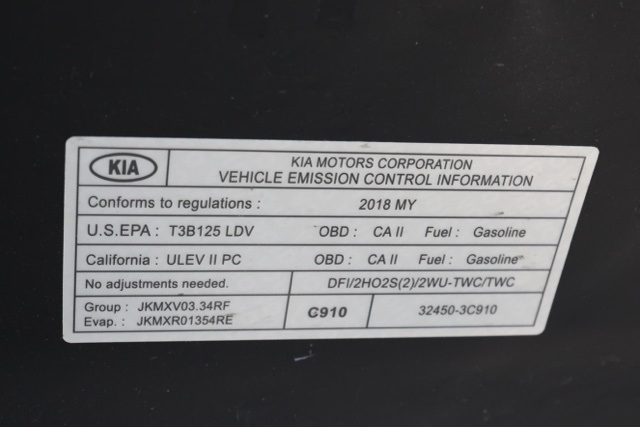 KIA
KIA MOTORS CORPORATION
VEHICLE EMISSION CONTROL INFORMATION
Conforms to regulations : 2018 MY
U.S.EPA : T3B125 LDV OBD : CA II Fuel : Gasoline
California : ULEV II PC OBD : CA II Fuel : Gasoline
No adjustments needed. DFI/2HO2S(2)/2WU-TWC/TWC
Group : JKMXV03.34RF
Evap. : JKMXR01354RE
C910 32450-3C910